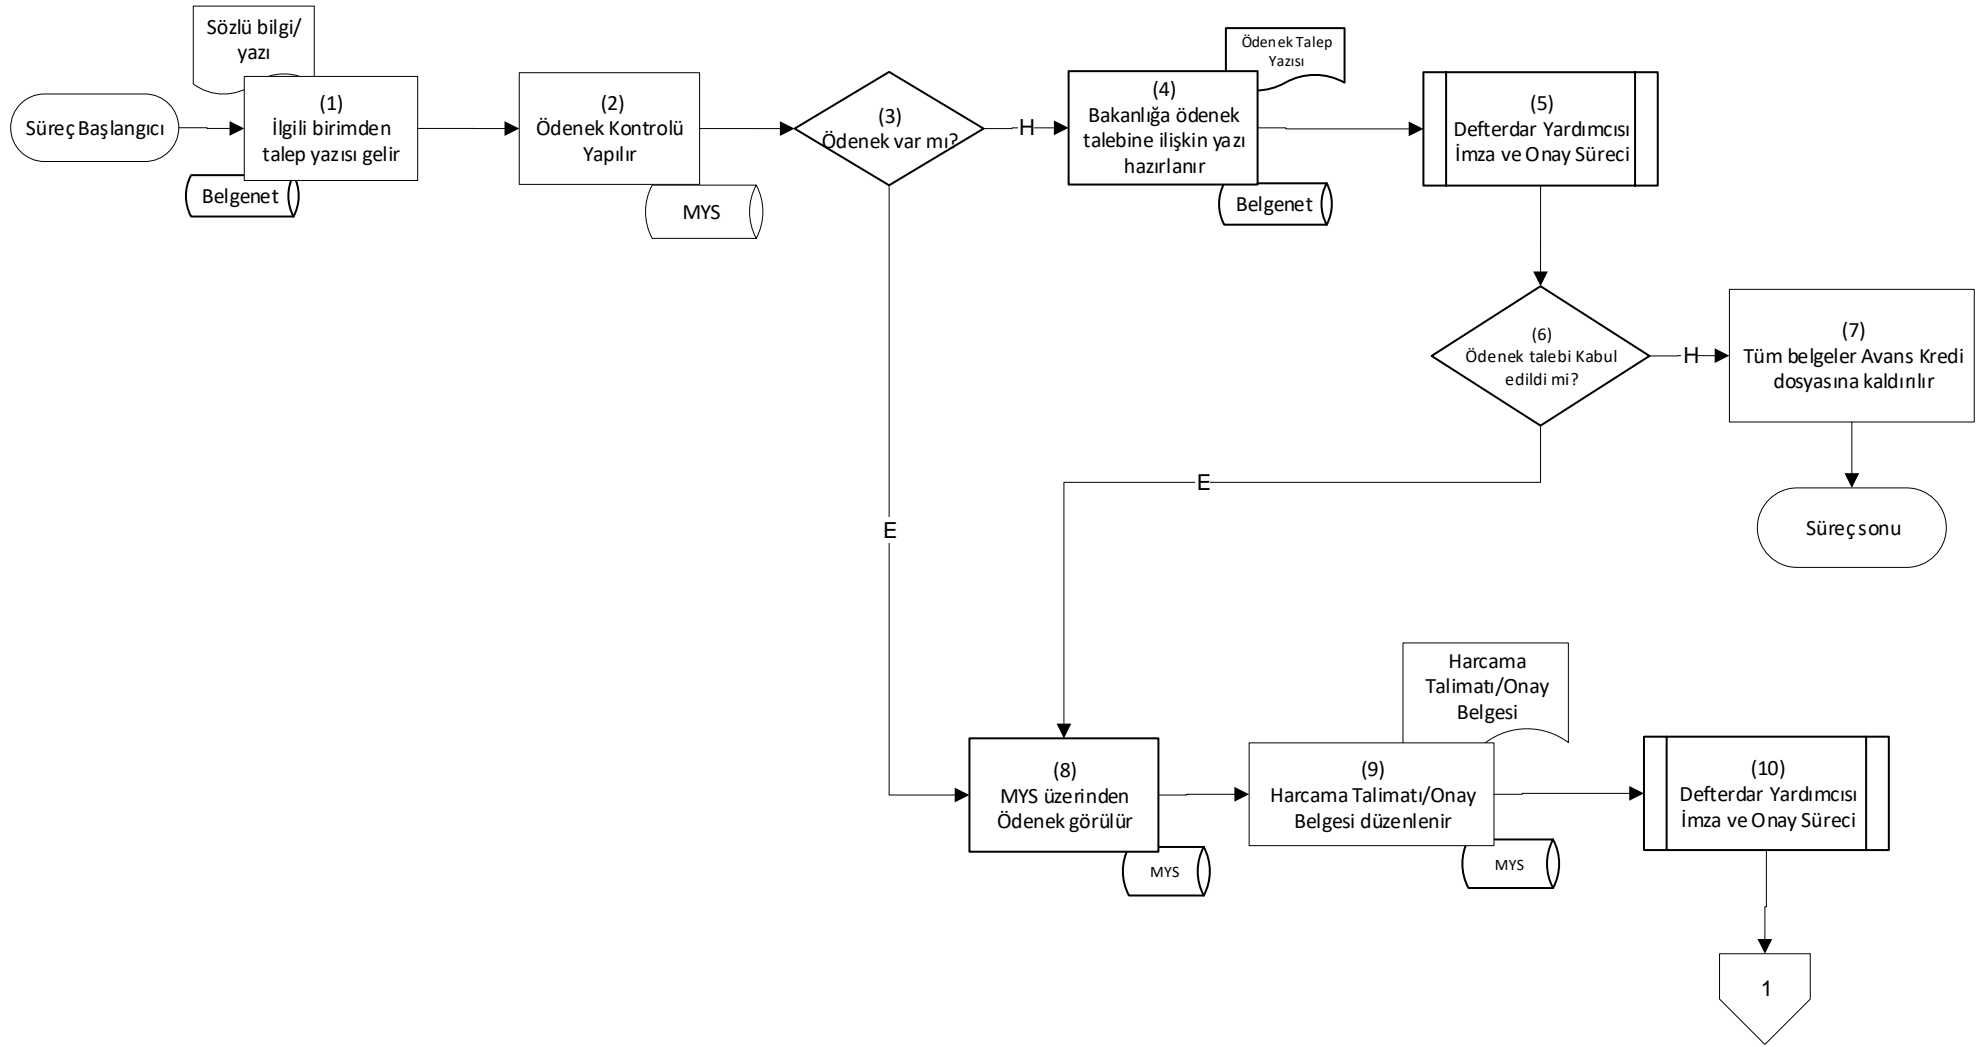 Sözlü bilgi/
yazı
Süreç Başlangıcı
(1)
İlgili birimden
talep yazısı gelir
Belgenet
(2)
Ödenek Kontrolü
Yapılır
MYS
(3)
Ödenek var mı?
H
E
Ödenek Talep
Yazısı
(4)
Bakanlığa ödenek
talebine ilişkin yazı
hazırlanır
Belgenet
(5)
Defterdar Yardımcısı
İmza ve Onay Süreci
(6)
Ödenek talebi Kabul
edildi mi?
H
E
(7)
Tüm belgeler Avans Kredi
dosyasına kaldırılır
Süreç sonu
(8)
MYS üzerinden
Ödenek görülür
MYS
Harcama
Talimatı/Onay
Belgesi
(9)
Harcama Talimatı/Onay
Belgesi düzenlenir
MYS
(10)
Defterdar Yardımcısı
İmza ve Onay Süreci
1